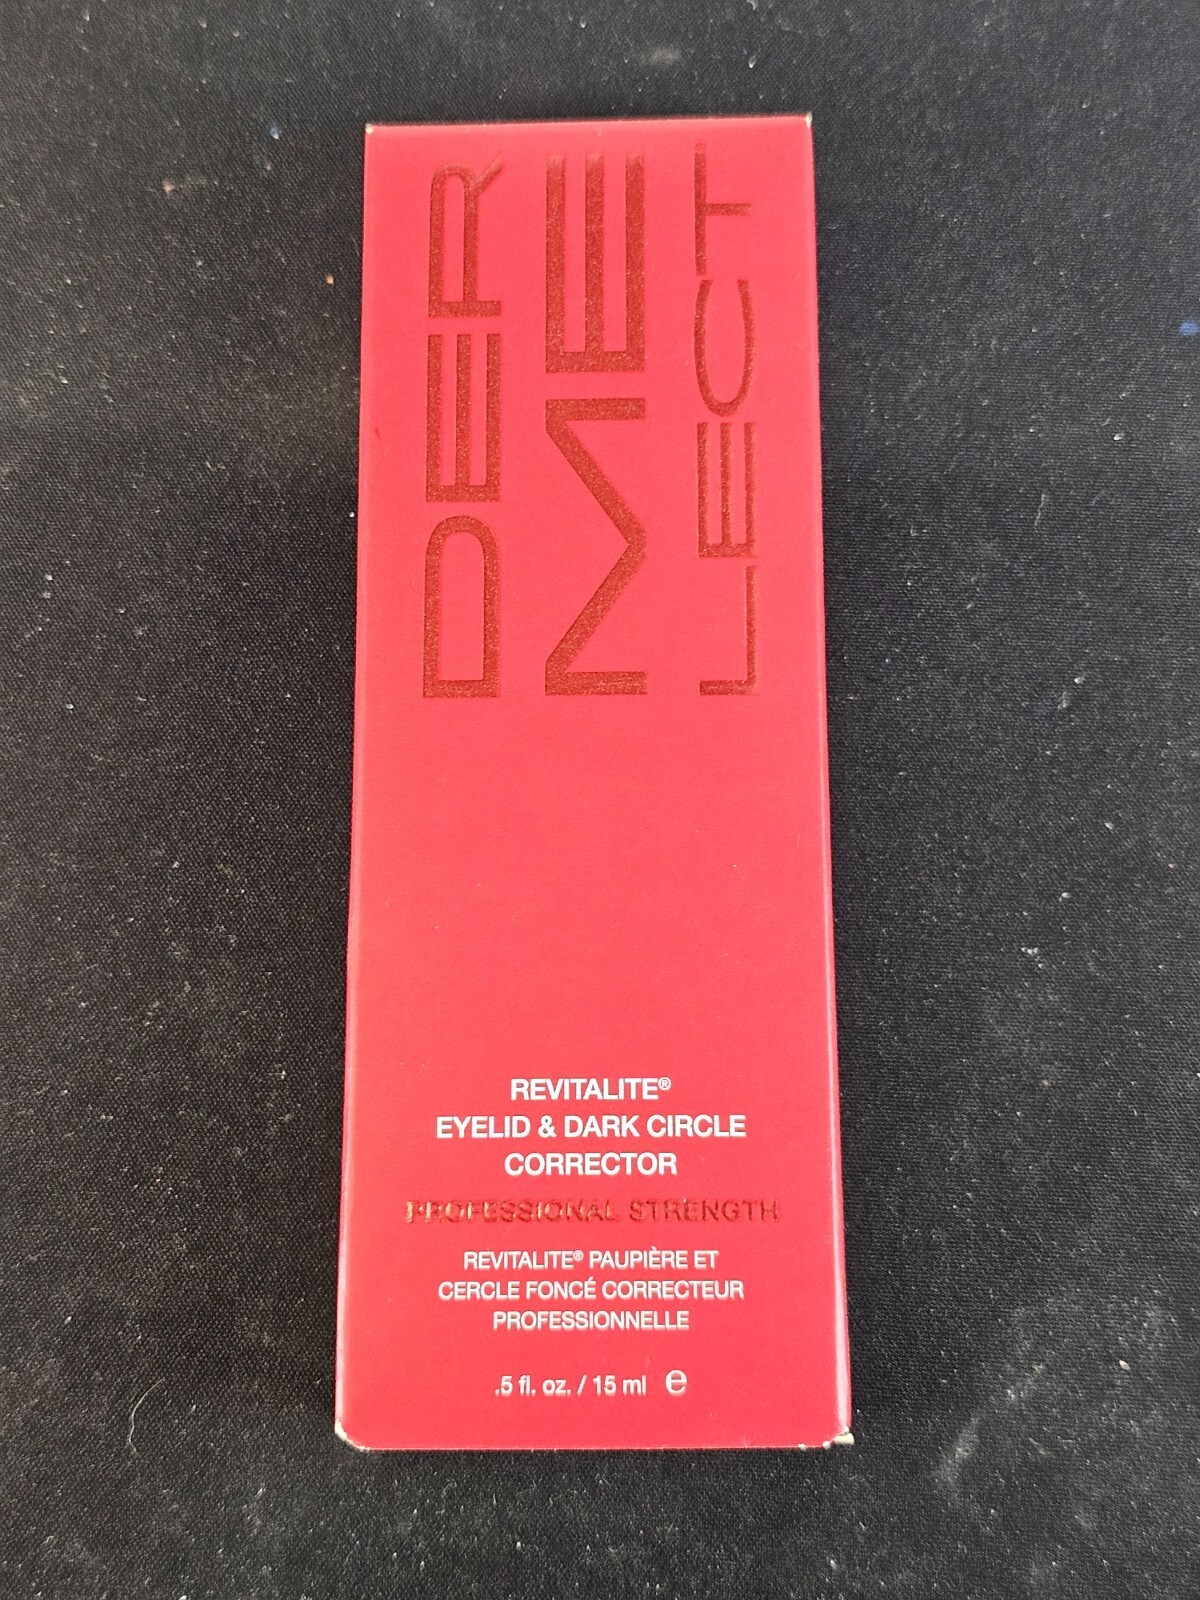 DER
ME
LECT
REVITALITE®
EYELID & DARK CIRCLE
CORRECTOR
PROFESSIONAL STRENGTH
REVITALITE® PAUPIÈRE ET
CERCLE FONCÉ CORRECTEUR
PROFESSIONNELLE
.5 fl. oz. / 15 ml ℮